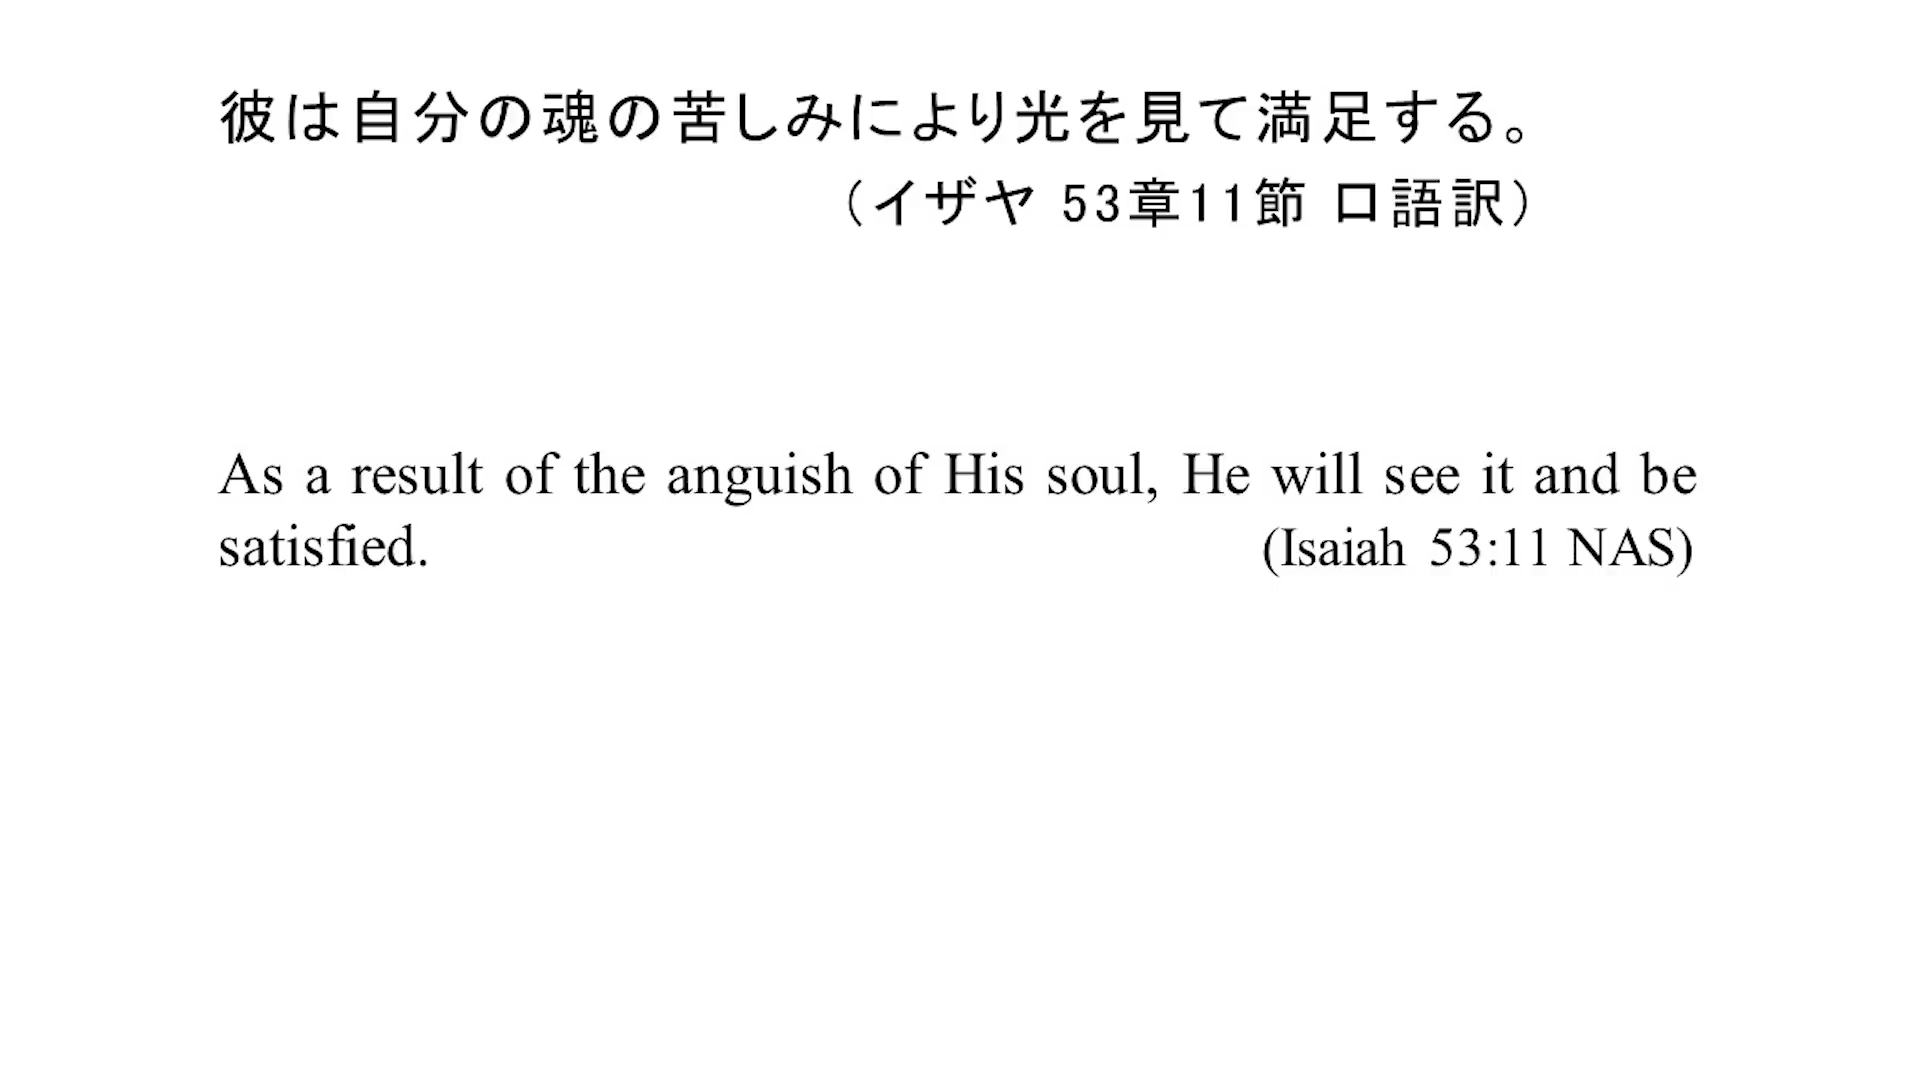 彼は自分の魂の苦しみにより光を見て満足する。
（イザヤ 53章11節 口語訳）
As a result of the anguish of His soul, He will see it and be
satisfied. (Isaiah 53:11 NAS)